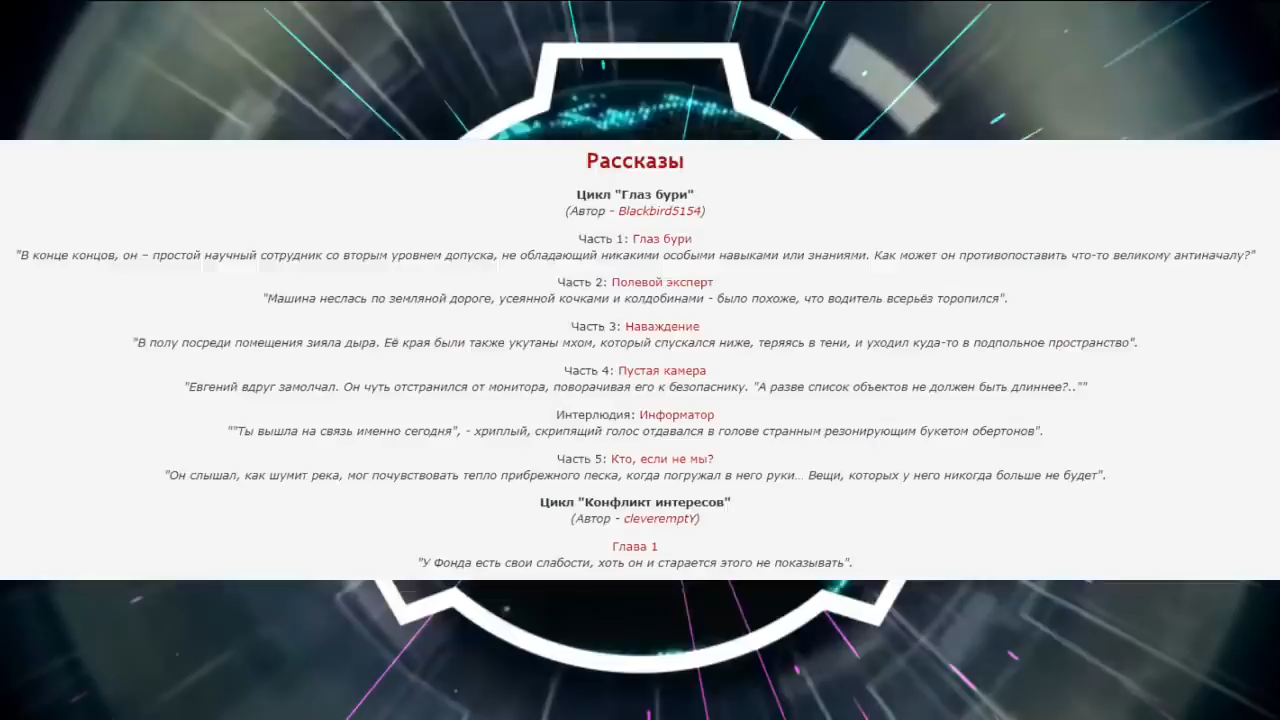 Рассказы
Цикл "Глаз бури"
(Автор - Blackbird5154)
Часть 1: Глаз бури
"В конце концов, он – простой научный сотрудник со вторым уровнем допуска, не обладающий никакими особыми навыками или знаниями. Как может он противопоставить что-то великому антиначалу?"
Часть 2: Полевой эксперт
"Машина неслась по земляной дороге, усеянной кочками и колдобинами - было похоже, что водитель всерьёз торопился".
Часть 3: Наваждение
"В полу посреди помещения зияла дыра. Её края были также укутаны мхом, который спускался ниже, теряясь в тени, и уходил куда-то в подпольное пространство".
Часть 4: Пустая камера
"Евгений вдруг замолчал. Он чуть отстранился от монитора, поворачивая его к безопаснику. "А разве список объектов не должен быть длиннее?..""
Интерлюдия: Информатор
""Ты вышла на связь именно сегодня", - хриплый, скрипящий голос отдавался в голове странным резонирующим букетом обертонов".
Часть 5: Кто, если не мы?
"Он слышал, как шумит река, мог почувствовать тепло прибрежного песка, когда погружал в него руки... Вещи, которых у него никогда больше не будет".
Цикл "Конфликт интересов"
(Автор - cleveremptY)
Глава 1
"У Фонда есть свои слабости, хоть он и старается этого не показывать".